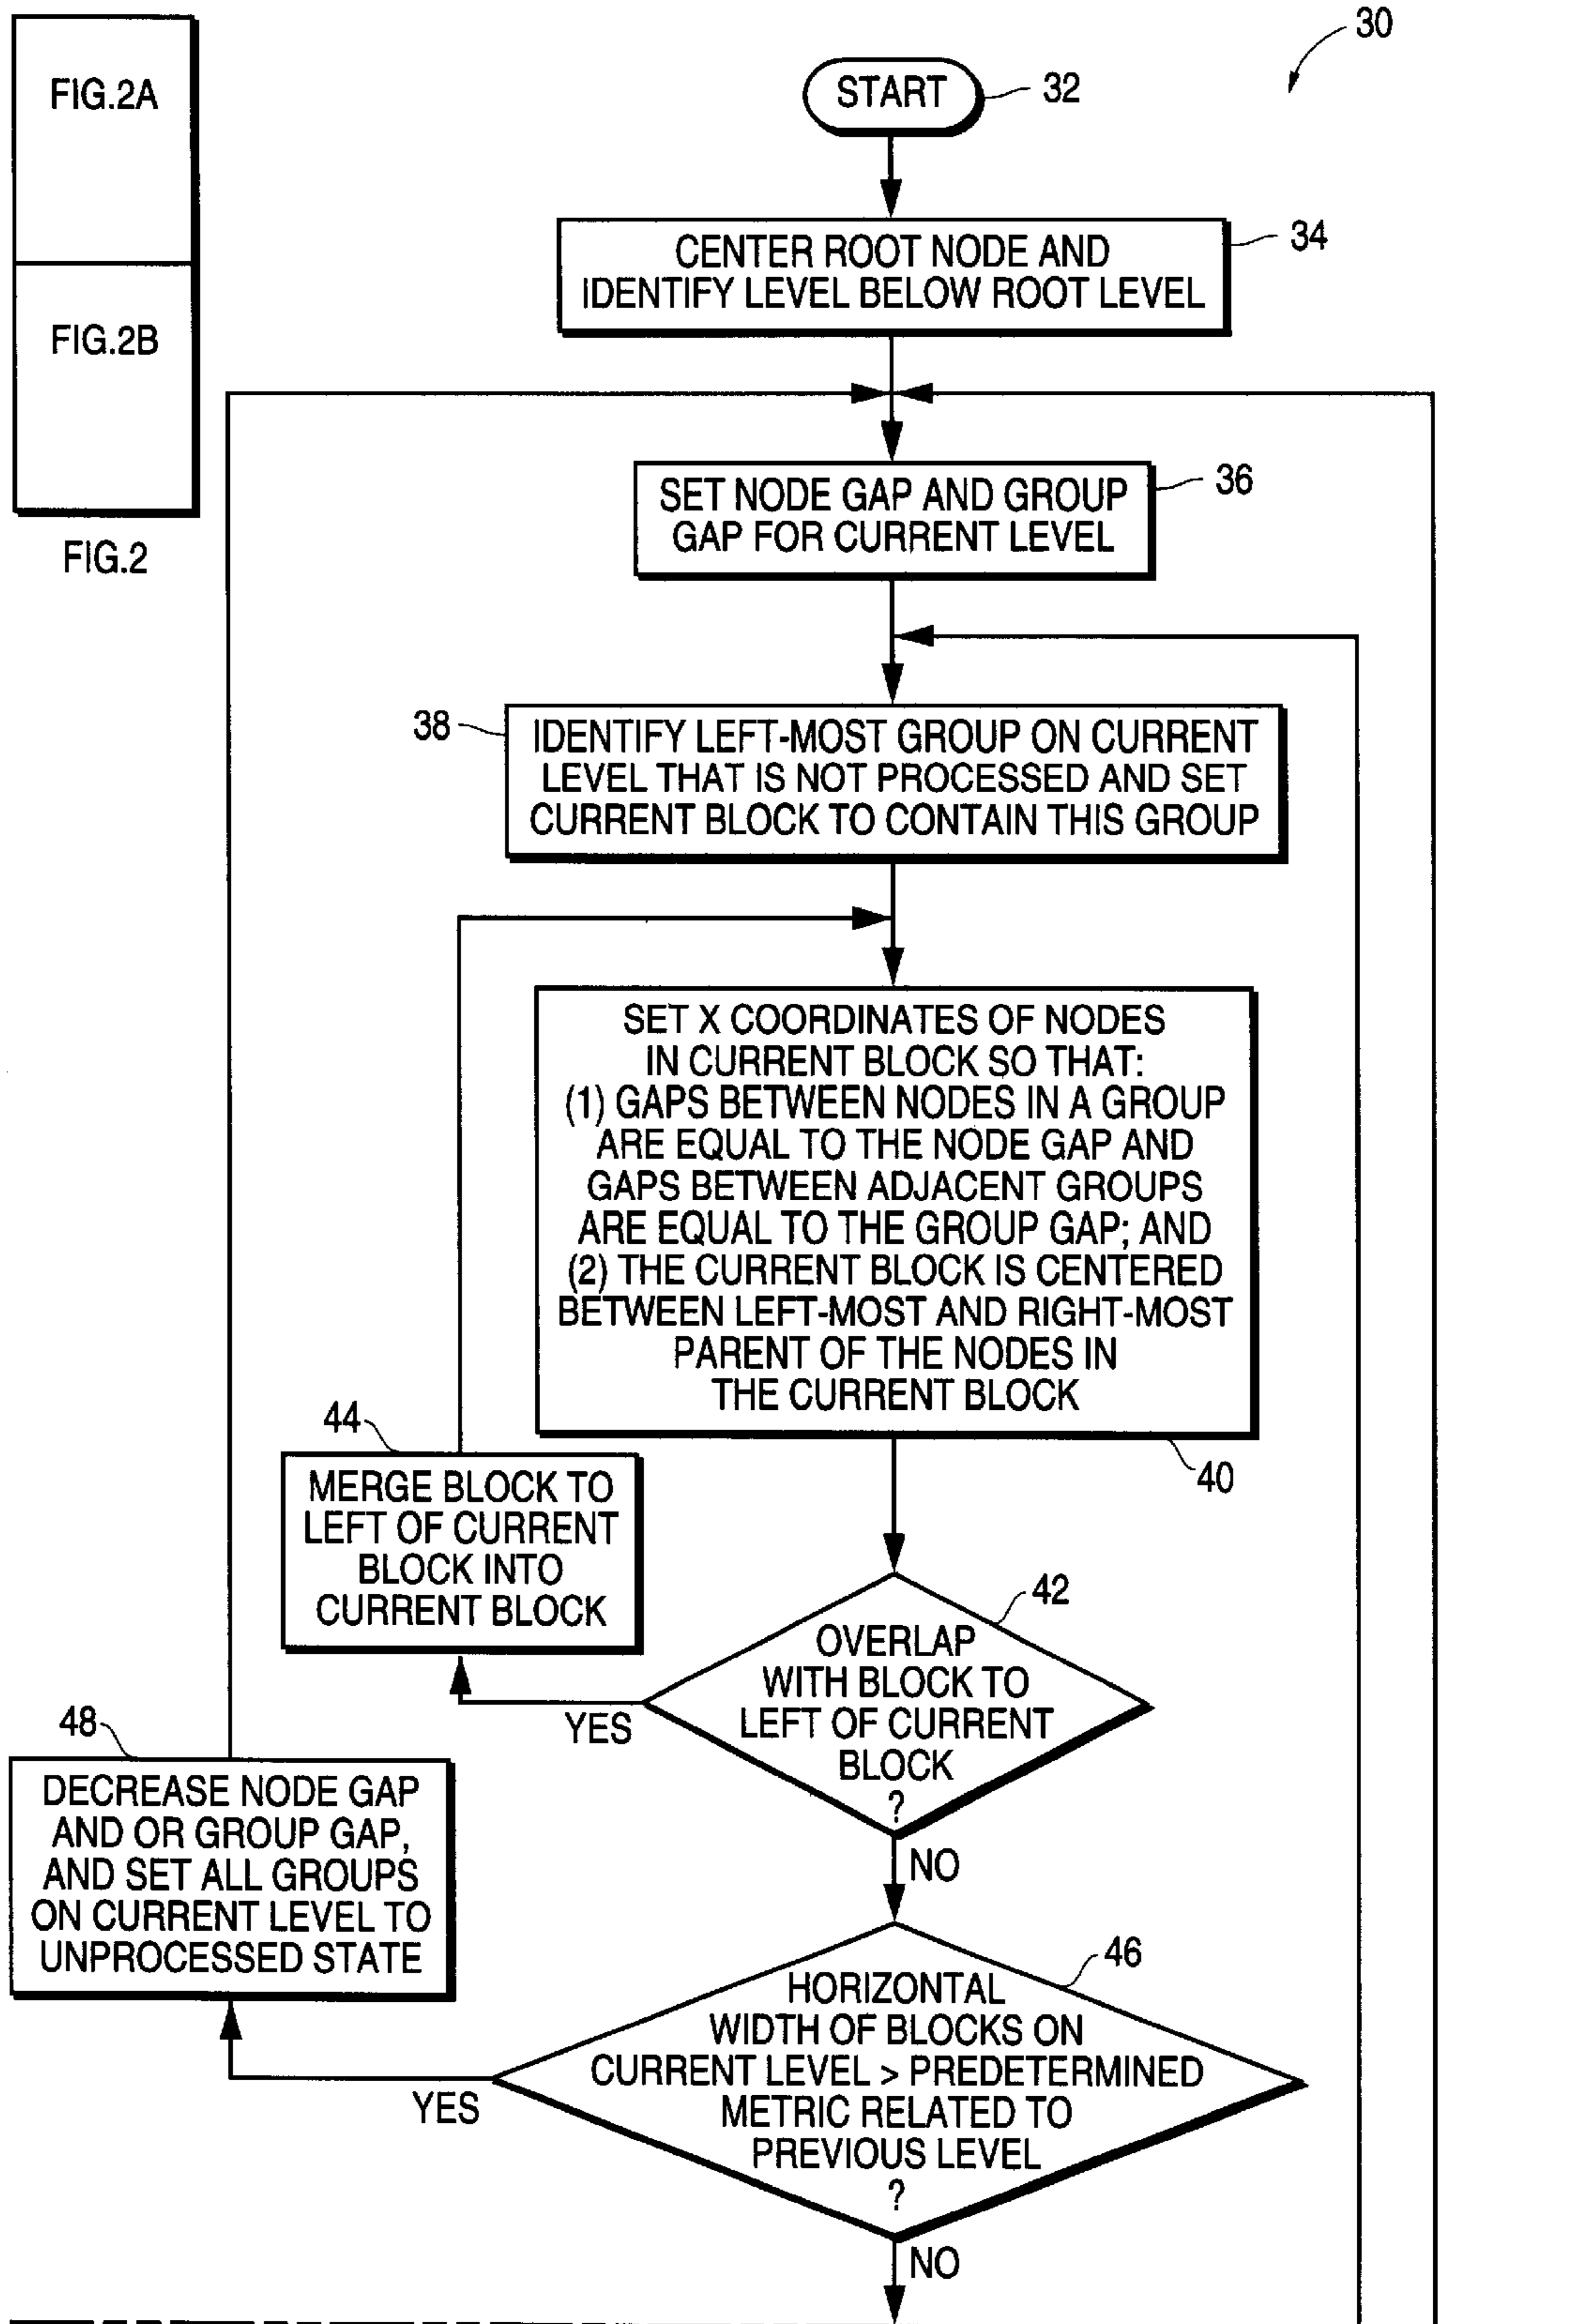 30
FIG.2A
START
32
CENTER ROOT NODE AND
IDENTIFY LEVEL BELOW ROOT LEVEL
34
FIG.2B
FIG.2
SET NODE GAP AND GROUP
GAP FOR CURRENT LEVEL
36
38
IDENTIFY LEFT-MOST GROUP ON CURRENT
LEVEL THAT IS NOT PROCESSED AND SET
CURRENT BLOCK TO CONTAIN THIS GROUP
SET X COORDINATES OF NODES
IN CURRENT BLOCK SO THAT:
(1) GAPS BETWEEN NODES IN A GROUP
ARE EQUAL TO THE NODE GAP AND
GAPS BETWEEN ADJACENT GROUPS
ARE EQUAL TO THE GROUP GAP; AND
(2) THE CURRENT BLOCK IS CENTERED
BETWEEN LEFT-MOST AND RIGHT-MOST
PARENT OF THE NODES IN
THE CURRENT BLOCK
40
44
MERGE BLOCK TO
LEFT OF CURRENT
BLOCK INTO
CURRENT BLOCK
42
OVERLAP
WITH BLOCK TO
LEFT OF CURRENT
BLOCK
?
YES
NO
48
DECREASE NODE GAP
AND OR GROUP GAP,
AND SET ALL GROUPS
ON CURRENT LEVEL TO
UNPROCESSED STATE
46
HORIZONTAL
WIDTH OF BLOCKS ON
CURRENT LEVEL > PREDETERMINED
METRIC RELATED TO
PREVIOUS LEVEL
?
YES
NO